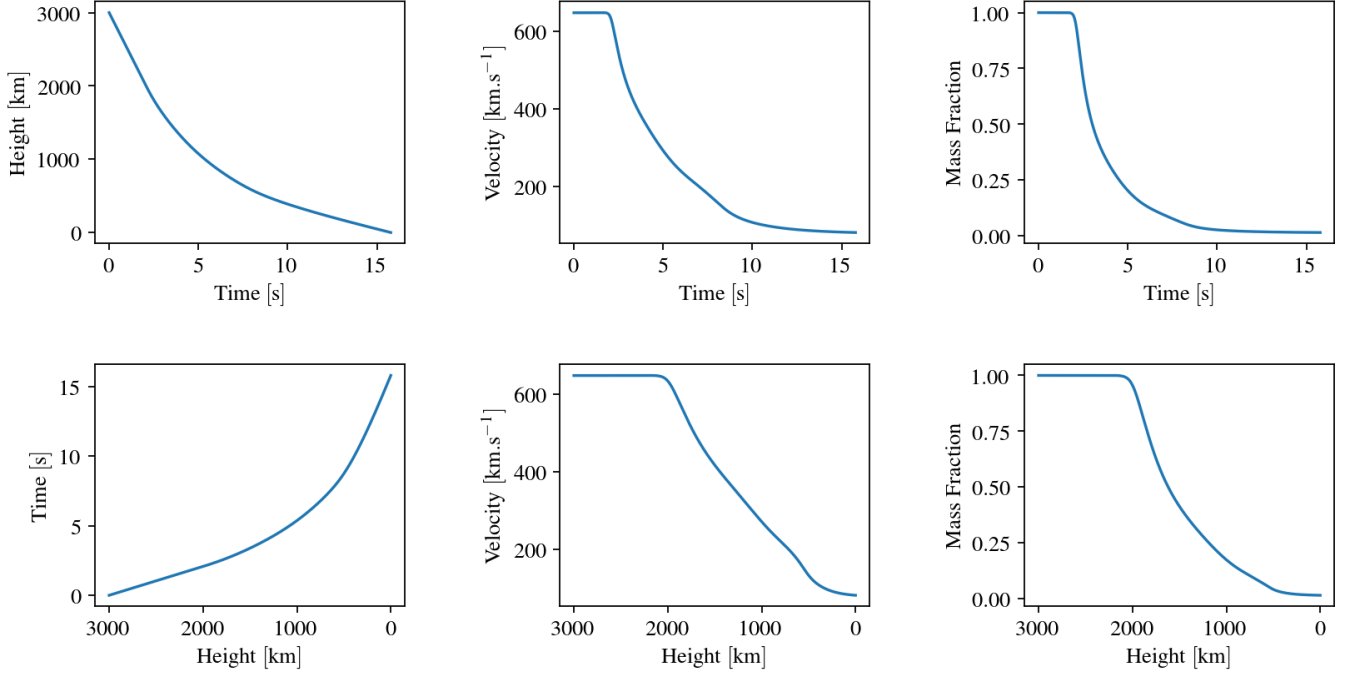 3000
2000
1000
0
Height [km]
0 5 10 15
Time [s]
600
400
200
Velocity [km.s⁻¹]
0 5 10 15
Time [s]
1.00
0.75
0.50
0.25
0.00
Mass Fraction
0 5 10 15
Time [s]
15
10
5
0
Time [s]
3000 2000 1000 0
Height [km]
600
400
200
Velocity [km.s⁻¹]
3000 2000 1000 0
Height [km]
1.00
0.75
0.50
0.25
0.00
Mass Fraction
3000 2000 1000 0
Height [km]